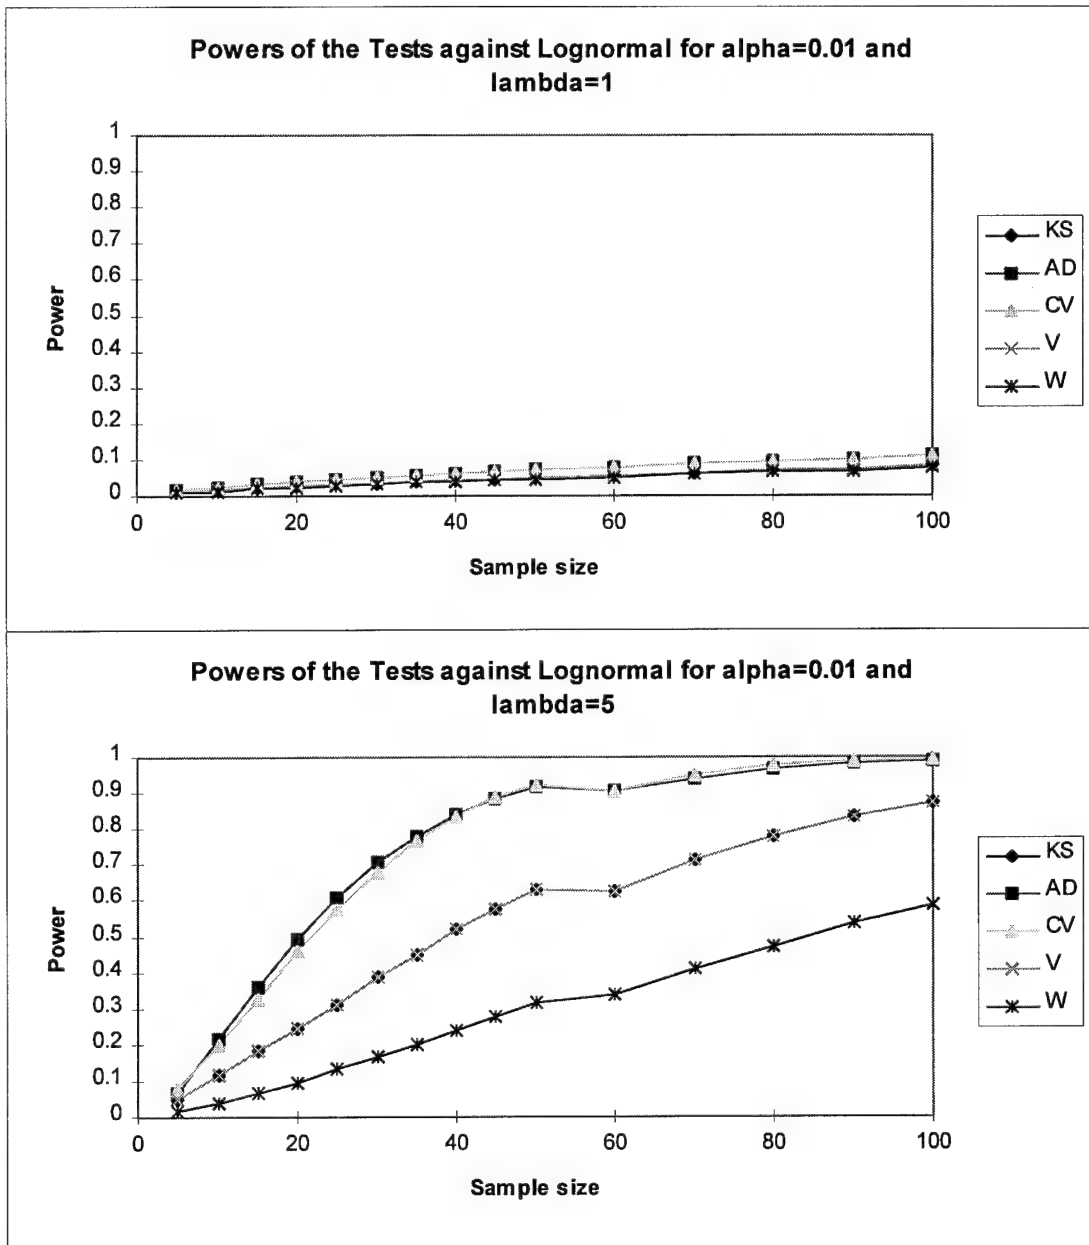 Powers of the Tests against Lognormal for alpha=0.01 and
lambda=1
1
0.9
0.8
0.7
0.6
0.5
0.4
0.3
0.2
0.1
0
Power
0
20
40
60
80
100
Sample size
KS
AD
CV
V
W
Powers of the Tests against Lognormal for alpha=0.01 and
lambda=5
1
0.9
0.8
0.7
0.6
0.5
0.4
0.3
0.2
0.1
0
Power
0
20
40
60
80
100
Sample size
KS
AD
CV
V
W